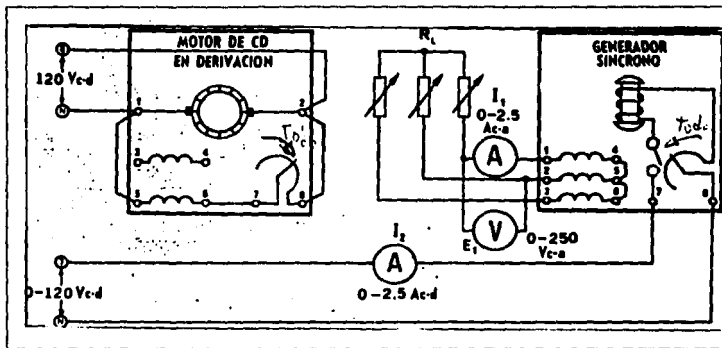 MOTOR DE CD
EN DERIVACION
120 Vc-d
1
2
3
4
5
6
7
8
N
R_L
I₁
0-2.5
Ac-a
A
E₁
V
0-250
Vc-a
I₂
A
0-2.5 Ac-d
GENERADOR
SINCRONO
1
4
2
5
3
6
7
8
0-120 Vc-d
N